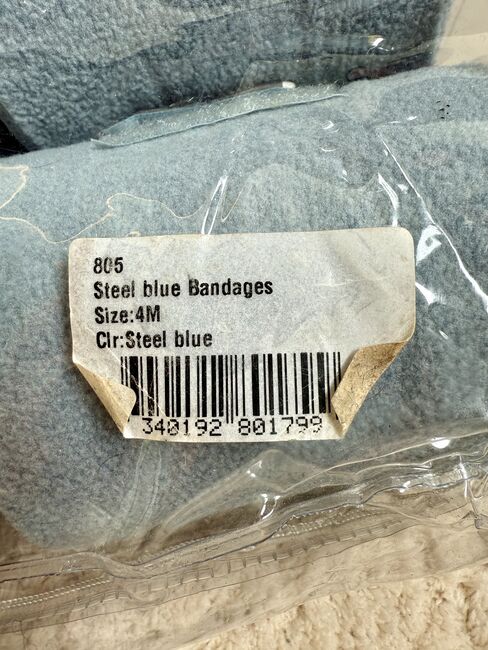 805
Steel blue Bandages
Size:4M
Clr:Steel blue
340192 801799